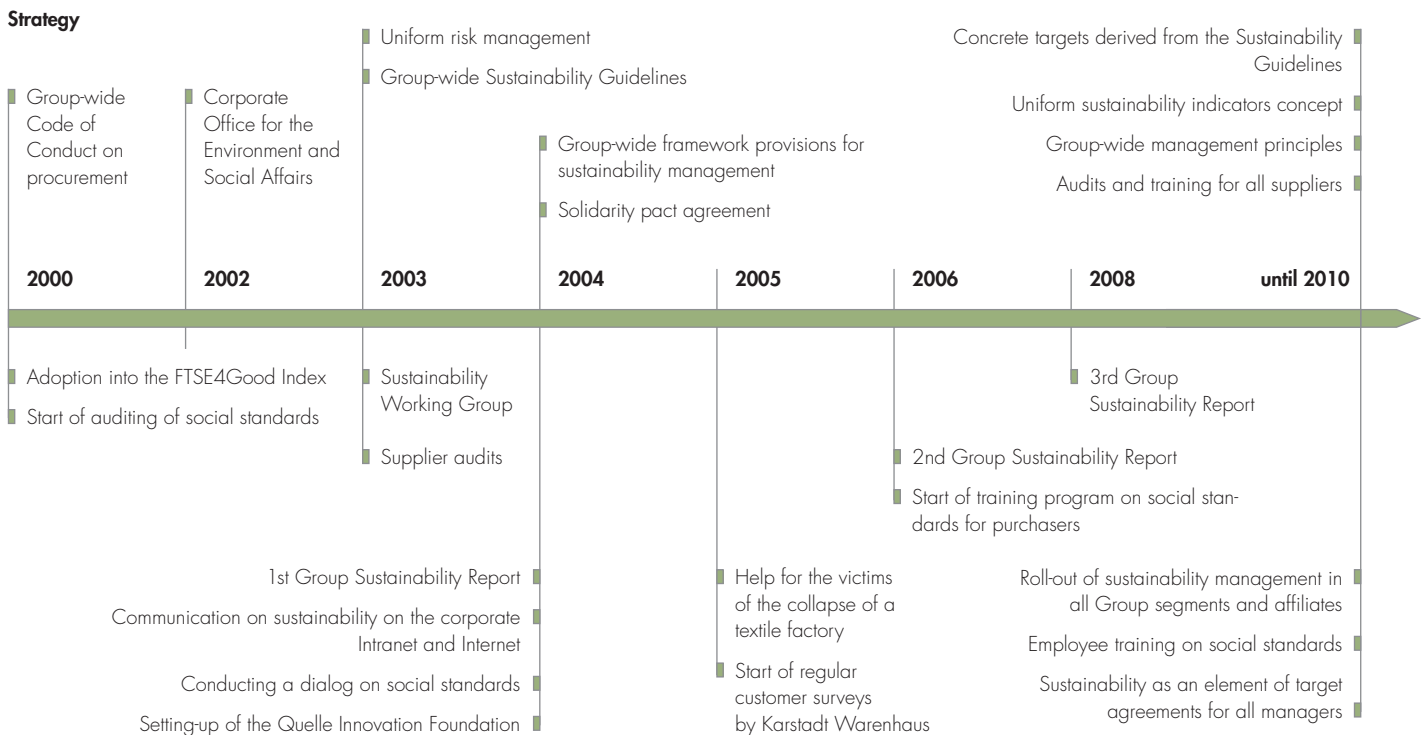 Strategy
Uniform risk management
Group-wide Sustainability Guidelines
Concrete targets derived from the Sustainability
Guidelines
Uniform sustainability indicators concept
Group-wide management principles
Audits and training for all suppliers
Group-wide
Code of
Conduct on
procurement
Corporate
Office for the
Environment and
Social Affairs
Group-wide framework provisions for
sustainability management
Solidarity pact agreement
2000
2002
2003
2004
2005
2006
2008
until 2010
Adoption into the FTSE4Good Index
Start of auditing of social standards
Sustainability
Working Group
Supplier audits
3rd Group
Sustainability Report
2nd Group Sustainability Report
Start of training program on social stan-
dards for purchasers
1st Group Sustainability Report
Communication on sustainability on the corporate
Intranet and Internet
Conducting a dialog on social standards
Setting-up of the Quelle Innovation Foundation
Help for the victims
of the collapse of a
textile factory
Start of regular
customer surveys
by Karstadt Warenhaus
Roll-out of sustainability management in
all Group segments and affiliates
Employee training on social standards
Sustainability as an element of target
agreements for all managers